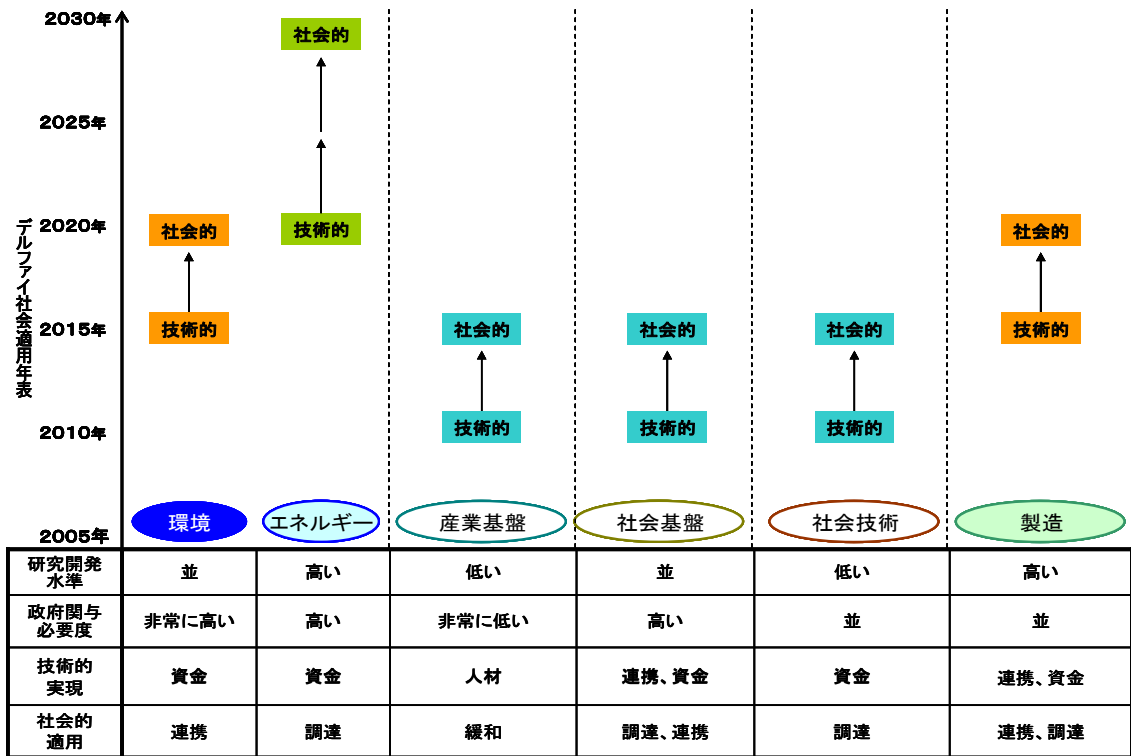 2030年
社会的
2025年
デルファイ社会適用年表
2020年
社会的
技術的
社会的
2015年
技術的
社会的
社会的
社会的
技術的
2010年
技術的
技術的
技術的
2005年
環境
エネルギー
産業基盤
社会基盤
社会技術
製造
研究開発
水準
並
高い
低い
並
低い
高い
政府関与
必要度
非常に高い
高い
非常に低い
高い
並
並
技術的
実現
資金
資金
人材
連携、資金
資金
連携、資金
社会的
適用
連携
調達
緩和
調達、連携
調達
連携、調達